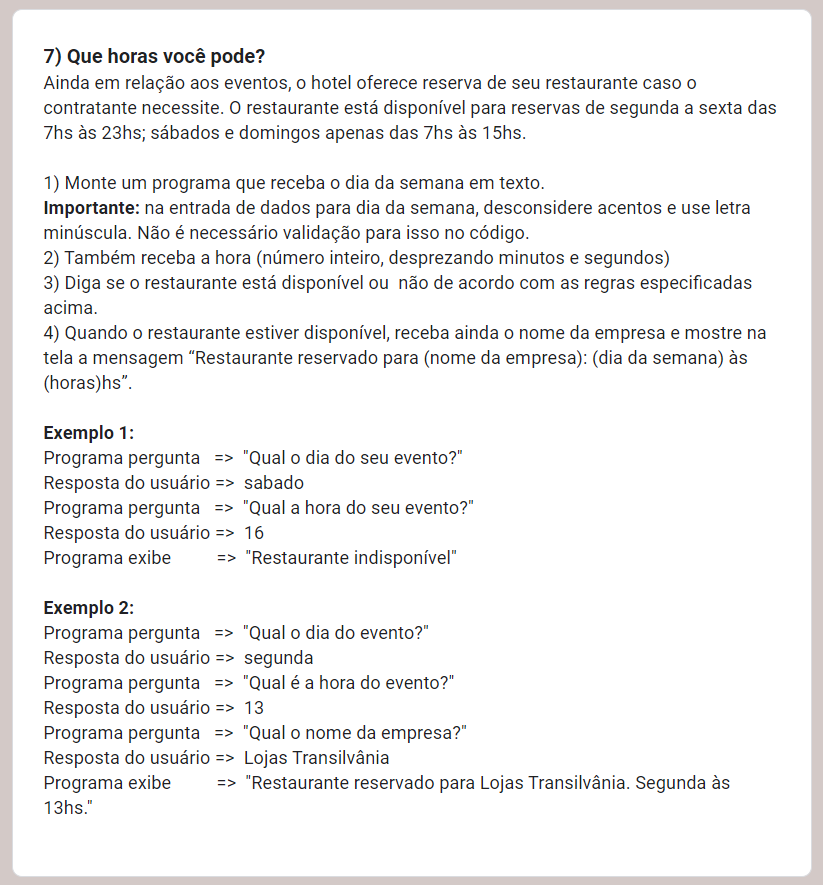 7) Que horas você pode?
Ainda em relação aos eventos, o hotel oferece reserva de seu restaurante caso o
contratante necessite. O restaurante está disponível para reservas de segunda a sexta das
7hs às 23hs; sábados e domingos apenas das 7hs às 15hs.
1) Monte um programa que receba o dia da semana em texto.
Importante: na entrada de dados para dia da semana, desconsidere acentos e use letra
minúscula. Não é necessário validação para isso no código.
2) Também receba a hora (número inteiro, desprezando minutos e segundos)
3) Diga se o restaurante está disponível ou  não de acordo com as regras especificadas
acima.
4) Quando o restaurante estiver disponível, receba ainda o nome da empresa e mostre na
tela a mensagem “Restaurante reservado para (nome da empresa): (dia da semana) às
(horas)hs”.
Exemplo 1:
Programa pergunta   =>  "Qual o dia do seu evento?"
Resposta do usuário =>  sabado
Programa pergunta   =>  "Qual a hora do seu evento?"
Resposta do usuário =>  16
Programa exibe         =>  "Restaurante indisponível"
Exemplo 2:
Programa pergunta   =>  "Qual o dia do evento?"
Resposta do usuário =>  segunda
Programa pergunta   =>  "Qual é a hora do evento?"
Resposta do usuário =>  13
Programa pergunta   =>  "Qual o nome da empresa?"
Resposta do usuário =>  Lojas Transilvânia
Programa exibe         =>  "Restaurante reservado para Lojas Transilvânia. Segunda às
13hs."